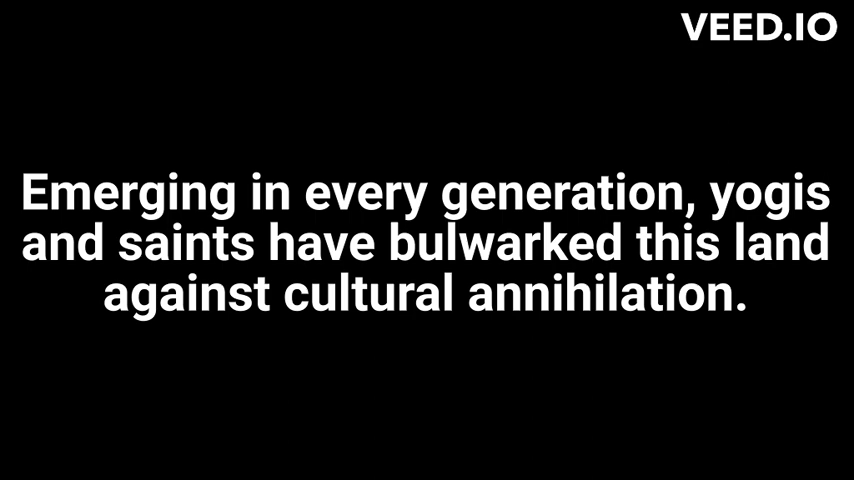 VEED.IO
Emerging in every generation, yogis
and saints have bulwarked this land
against cultural annihilation.